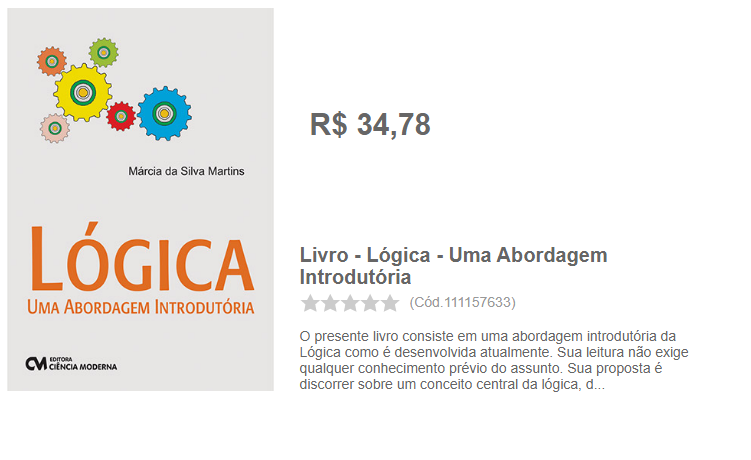 Márcia da Silva Martins
LÓGICA
UMA ABORDAGEM INTRODUTÓRIA
CM EDITORA
CIÊNCIA MODERNA
R$ 34,78
Livro - Lógica - Uma Abordagem
Introdutória
(Cód.111157633)
O presente livro consiste em uma abordagem introdutória da
Lógica como é desenvolvida atualmente. Sua leitura não exige
qualquer conhecimento prévio do assunto. Sua proposta é
discorrer sobre um conceito central da lógica, d...